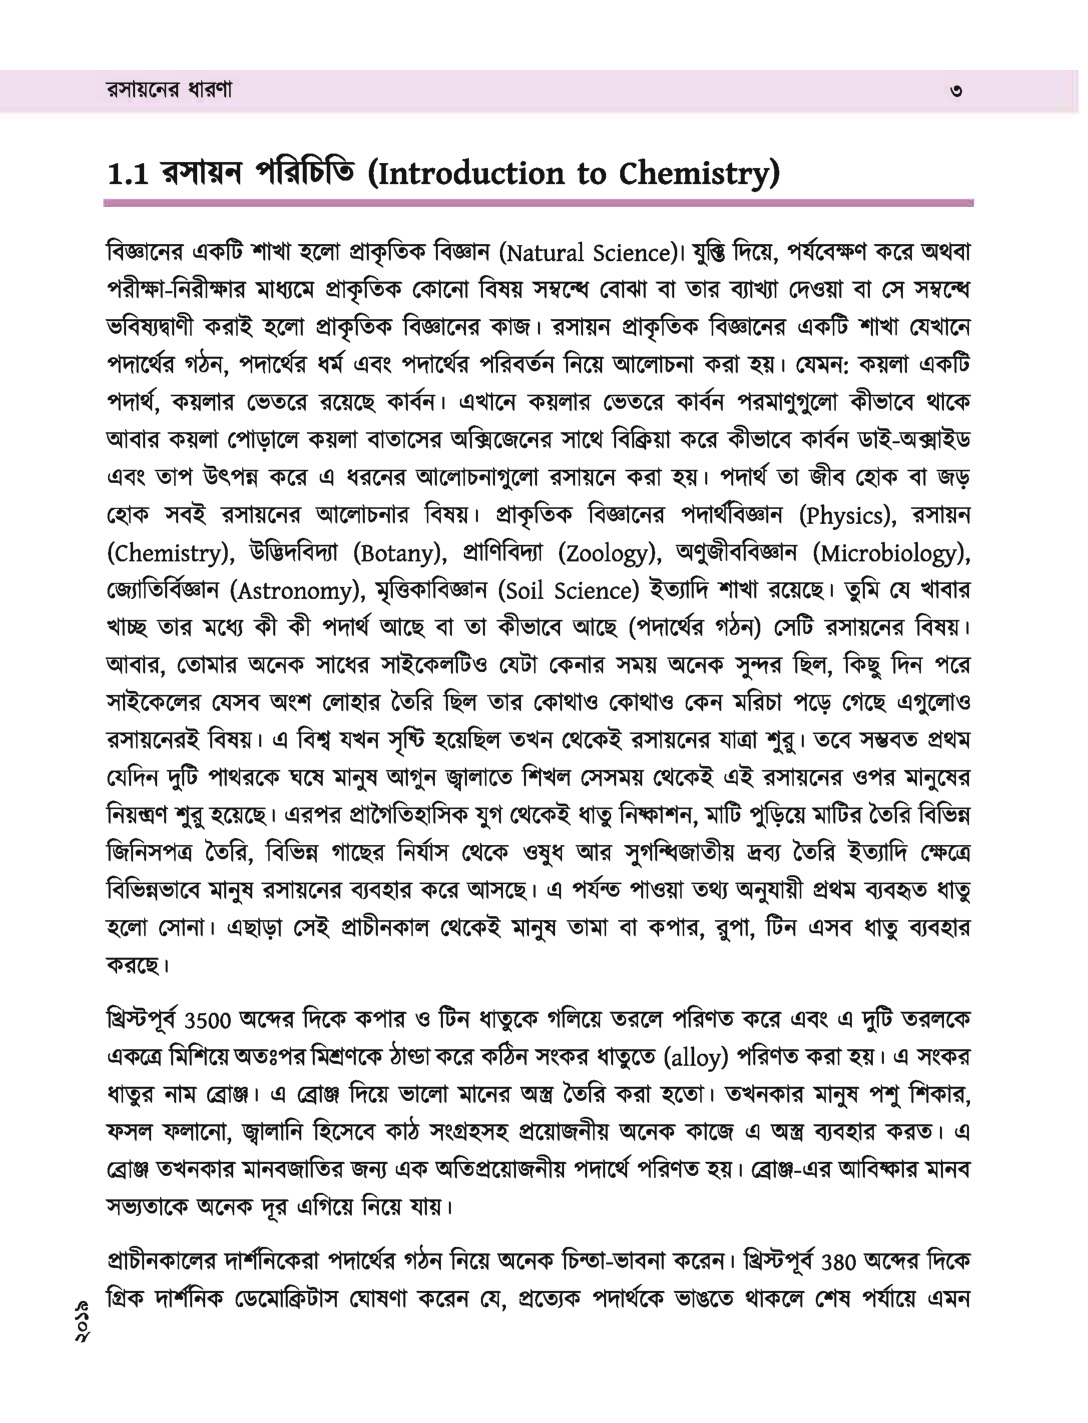 রসায়নের ধারণা
৩
1.1 রসায়ন পরিচিতি (Introduction to Chemistry)
বিজ্ঞানের একটি শাখা হলো প্রাকৃতিক বিজ্ঞান (Natural Science)। যুক্তি দিয়ে, পর্যবেক্ষণ করে অথবা
পরীক্ষা-নিরীক্ষার মাধ্যমে প্রাকৃতিক কোনো বিষয় সম্বন্ধে বোঝা বা তার ব্যাখ্যা দেওয়া বা সে সম্বন্ধে
ভবিষ্যদ্বাণী করাই হলো প্রাকৃতিক বিজ্ঞানের কাজ। রসায়ন প্রাকৃতিক বিজ্ঞানের একটি শাখা যেখানে
পদার্থের গঠন, পদার্থের ধর্ম এবং পদার্থের পরিবর্তন নিয়ে আলোচনা করা হয়। যেমন: কয়লা একটি
পদার্থ, কয়লার ভেতরে রয়েছে কার্বন। এখানে কয়লার ভেতরে কার্বন পরমাণুগুলো কীভাবে থাকে
আবার কয়লা পোড়ালে কয়লা বাতাসের অক্সিজেনের সাথে বিক্রিয়া করে কীভাবে কার্বন ডাই-অক্সাইড
এবং তাপ উৎপন্ন করে এ ধরনের আলোচনাগুলো রসায়নে করা হয়। পদার্থ তা জীব হোক বা জড়
হোক সবই রসায়নের আলোচনার বিষয়। প্রাকৃতিক বিজ্ঞানের পদার্থবিজ্ঞান (Physics), রসায়ন
(Chemistry), উদ্ভিদবিদ্যা (Botany), প্রাণিবিদ্যা (Zoology), অণুজীববিজ্ঞান (Microbiology),
জ্যোতির্বিজ্ঞান (Astronomy), মৃত্তিকাবিজ্ঞান (Soil Science) ইত্যাদি শাখা রয়েছে। তুমি যে খাবার
খাচ্ছ তার মধ্যে কী কী পদার্থ আছে বা তা কীভাবে আছে (পদার্থের গঠন) সেটি রসায়নের বিষয়।
আবার, তোমার অনেক সাধের সাইকেলটিও যেটা কেনার সময় অনেক সুন্দর ছিল, কিছু দিন পরে
সাইকেলের যেসব অংশ লোহার তৈরি ছিল তার কোথাও কোথাও কেন মরিচা পড়ে গেছে এগুলোও
রসায়নেরই বিষয়। এ বিশ্ব যখন সৃষ্টি হয়েছিল তখন থেকেই রসায়নের যাত্রা শুরু। তবে সম্ভবত প্রথম
যেদিন দুটি পাথরকে ঘষে মানুষ আগুন জ্বালাতে শিখল সেসময় থেকেই এই রসায়নের ওপর মানুষের
নিয়ন্ত্রণ শুরু হয়েছে। এরপর প্রাগৈতিহাসিক যুগ থেকেই ধাতু নিষ্কাশন, মাটি পুড়িয়ে মাটির তৈরি বিভিন্ন
জিনিসপত্র তৈরি, বিভিন্ন গাছের নির্যাস থেকে ওষুধ আর সুগন্ধিজাতীয় দ্রব্য তৈরি ইত্যাদি ক্ষেত্রে
বিভিন্নভাবে মানুষ রসায়নের ব্যবহার করে আসছে। এ পর্যন্ত পাওয়া তথ্য অনুযায়ী প্রথম ব্যবহৃত ধাতু
হলো সোনা। এছাড়া সেই প্রাচীনকাল থেকেই মানুষ তামা বা কপার, রুপা, টিন এসব ধাতু ব্যবহার
করছে।
খ্রিস্টপূর্ব 3500 অব্দের দিকে কপার ও টিন ধাতুকে গলিয়ে তরলে পরিণত করে এবং এ দুটি তরলকে
একত্রে মিশিয়ে অতঃপর মিশ্রণকে ঠাণ্ডা করে কঠিন সংকর ধাতুতে (alloy) পরিণত করা হয়। এ সংকর
ধাতুর নাম ব্রোঞ্জ। এ ব্রোঞ্জ দিয়ে ভালো মানের অস্ত্র তৈরি করা হতো। তখনকার মানুষ পশু শিকার,
ফসল ফলানো, জ্বালানি হিসেবে কাঠ সংগ্রহসহ প্রয়োজনীয় অনেক কাজে এ অস্ত্র ব্যবহার করত। এ
ব্রোঞ্জ তখনকার মানবজাতির জন্য এক অতিপ্রয়োজনীয় পদার্থে পরিণত হয়। ব্রোঞ্জ-এর আবিষ্কার মানব
সভ্যতাকে অনেক দূর এগিয়ে নিয়ে যায়।
প্রাচীনকালের দার্শনিকেরা পদার্থের গঠন নিয়ে অনেক চিন্তা-ভাবনা করেন। খ্রিস্টপূর্ব 380 অব্দের দিকে
গ্রিক দার্শনিক ডেমোক্রিটাস ঘোষণা করেন যে, প্রত্যেক পদার্থকে ভাঙতে থাকলে শেষ পর্যায়ে এমন
২০১৯